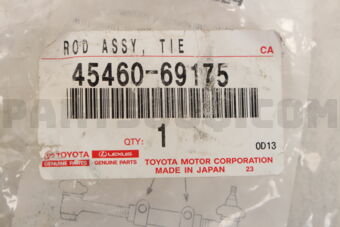 ROD ASSY, TIE CA
45460-69175
QTY: 1 0D13
TOYOTA LEXUS TOYOTA MOTOR CORPORATION
GENUINE PARTS GENUINE PARTS MADE IN JAPAN 23